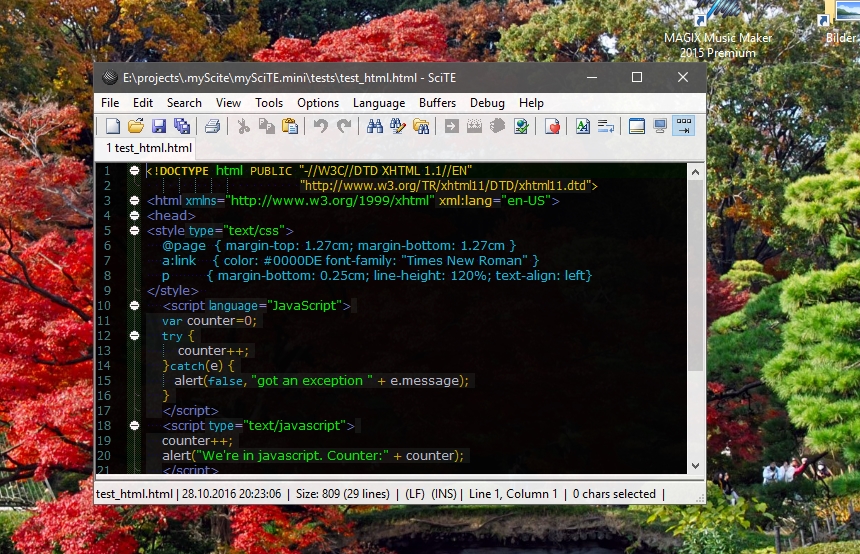 MAGIX Music Maker
2015 Premium
Bilder
E:\projects\.myScite\mySciTE.mini\tests\test_html.html - SciTE
File Edit Search View Tools Options Language Buffers Debug Help
1 test_html.html
1 <!DOCTYPE html PUBLIC "-//W3C//DTD XHTML 1.1//EN"
2 "http://www.w3.org/TR/xhtml11/DTD/xhtml11.dtd">
3 <html xmlns="http://www.w3.org/1999/xhtml" xml:lang="en-US">
4 <head>
5 <style type="text/css">
6 @page { margin-top: 1.27cm; margin-bottom: 1.27cm }
7 a:link { color: #0000DE font-family: "Times New Roman" }
8 p { margin-bottom: 0.25cm; line-height: 120%; text-align: left}
9 </style>
10 <script language="JavaScript">
11 var counter=0;
12 try {
13 counter++;
14 }catch(e) {
15 alert(false, "got an exception " + e.message);
16 }
17 </script>
18 <script type="text/javascript">
19 counter++;
20 alert("We're in javascript. Counter:" + counter);
21 </script>
test_html.html | 28.10.2016 20:23:06 | Size: 809 (29 lines) | (LF) (INS) | Line 1, Column 1 | 0 chars selected |